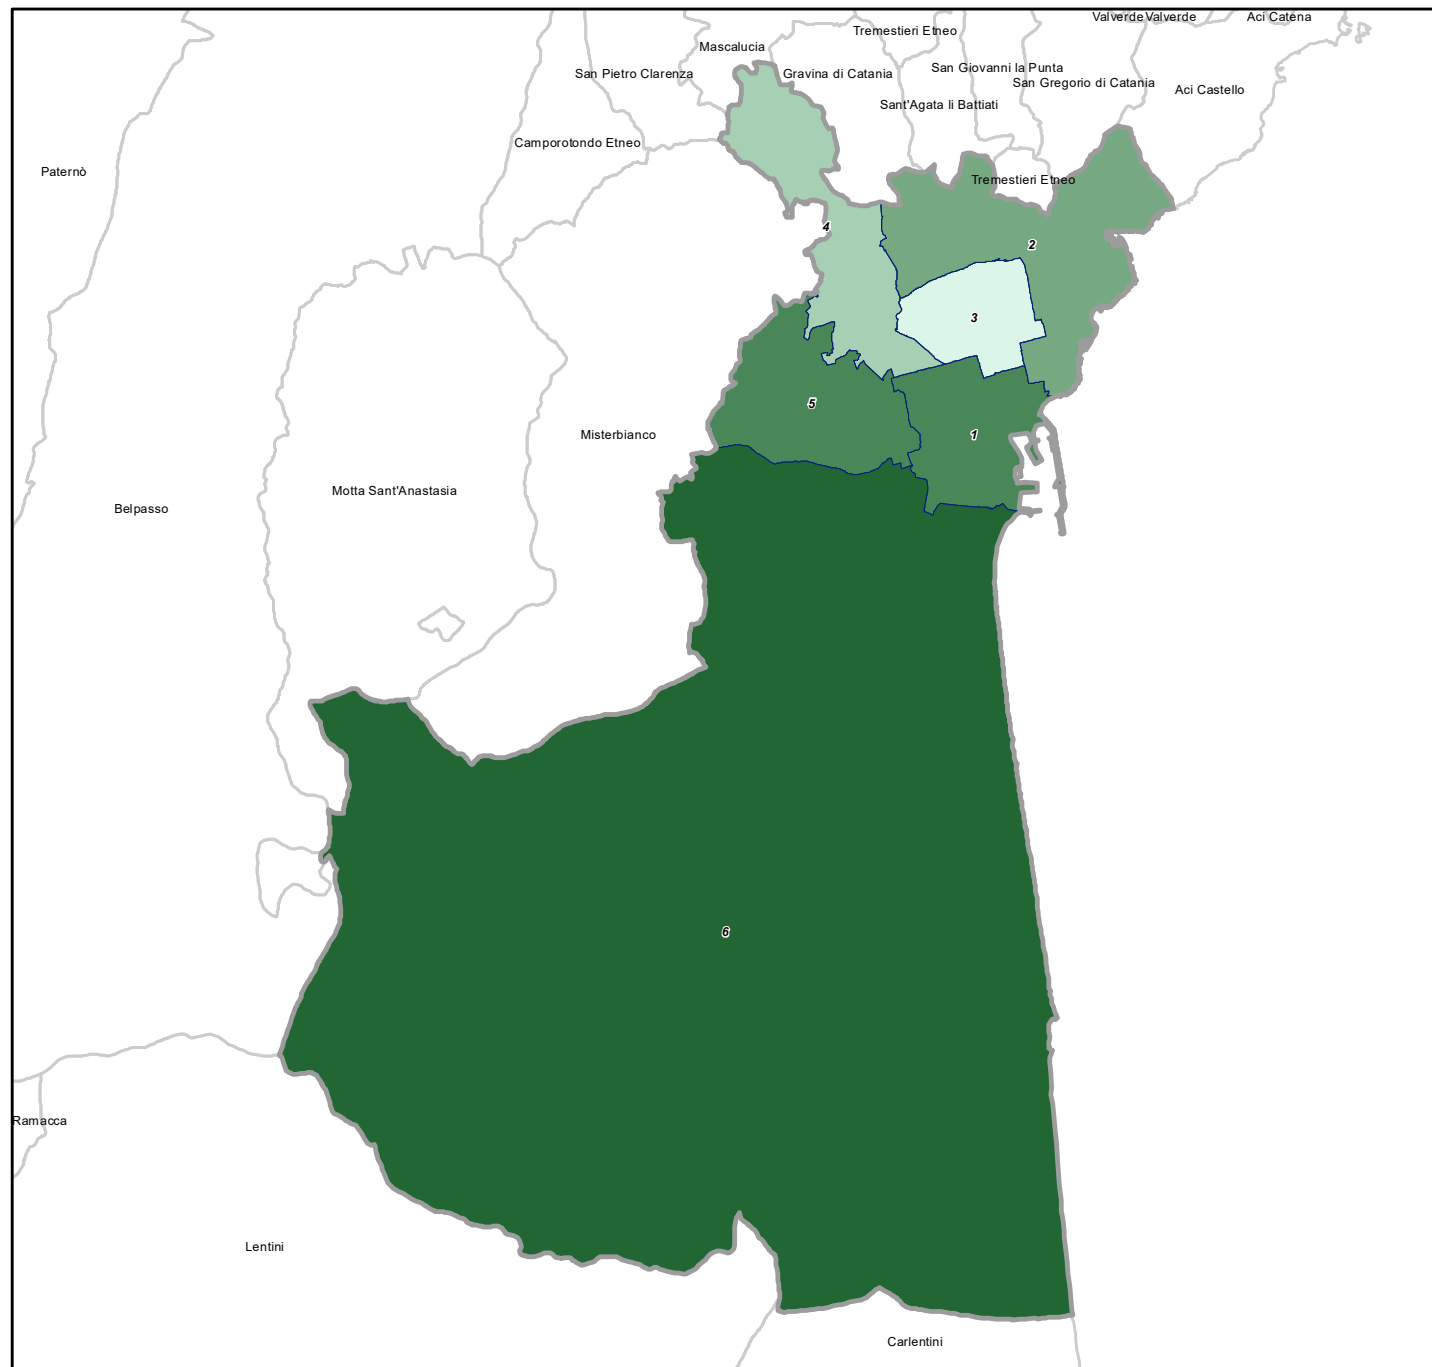 Valverde Valverde
Aci Catena
Tremestieri Etneo
Mascalucia
San Pietro Clarenza
Gravina di Catania
San Giovanni la Punta
San Gregorio di Catania
Aci Castello
Sant'Agata li Battiati
Camporotondo Etneo
Paternò
Tremestieri Etneo
4
2
3
5
1
Misterbianco
Motta Sant'Anastasia
Belpasso
6
Ramacca
Lentini
Carlentini